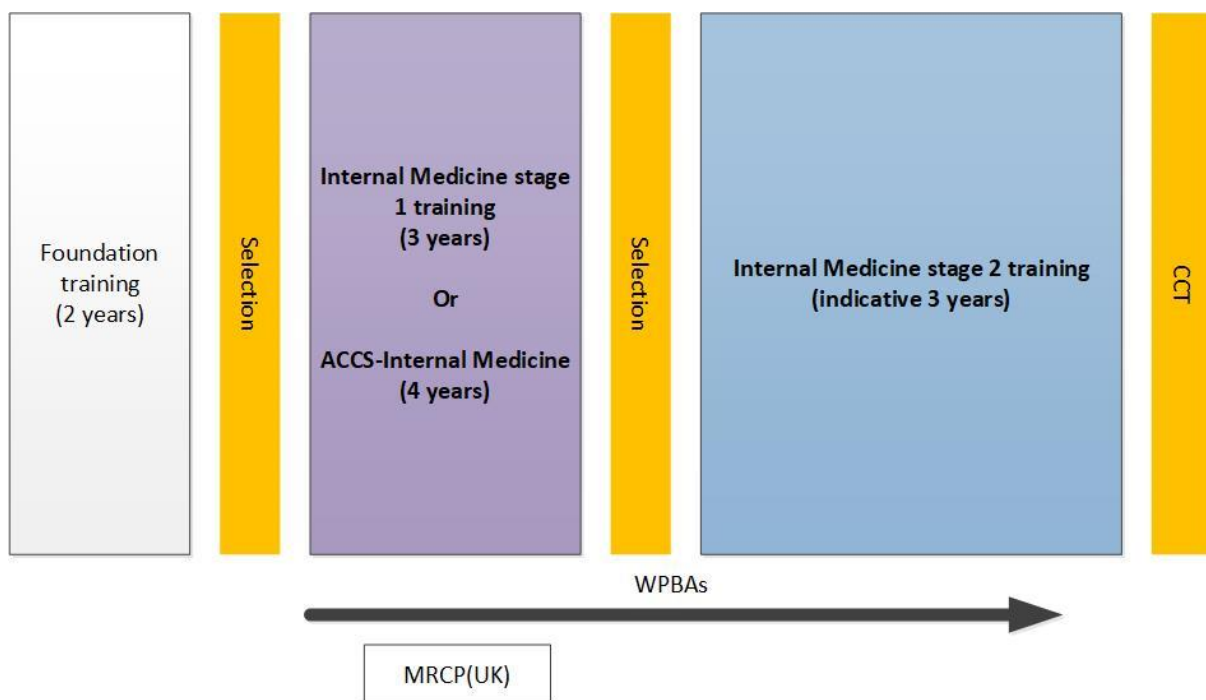 Foundation
training
(2 years)
Selection
Internal Medicine stage
1 training
(3 years)
Or
ACCS-Internal Medicine
(4 years)
Selection
Internal Medicine stage 2 training
(indicative 3 years)
CCT
WPBAs
MRCP(UK)